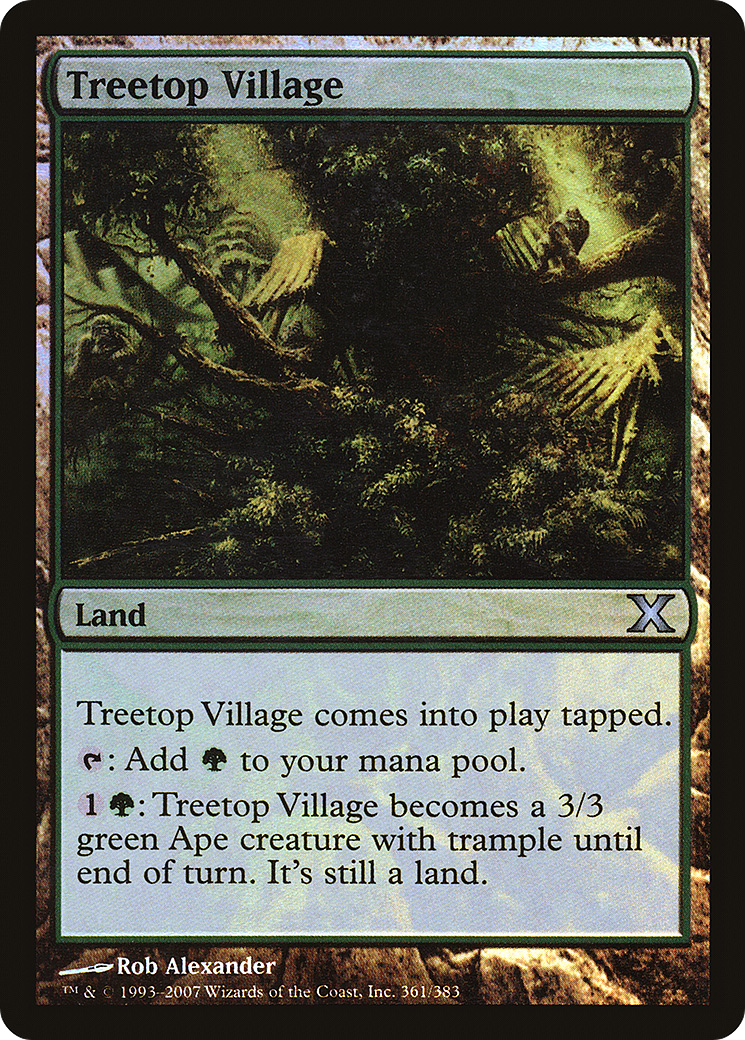 Treetop Village
Land
X
Treetop Village comes into play tapped.
: Add to your mana pool.
1 : Treetop Village becomes a 3/3
green Ape creature with trample until
end of turn. It's still a land.
Rob Alexander
™ & © 1993–2007 Wizards of the Coast, Inc. 361/383